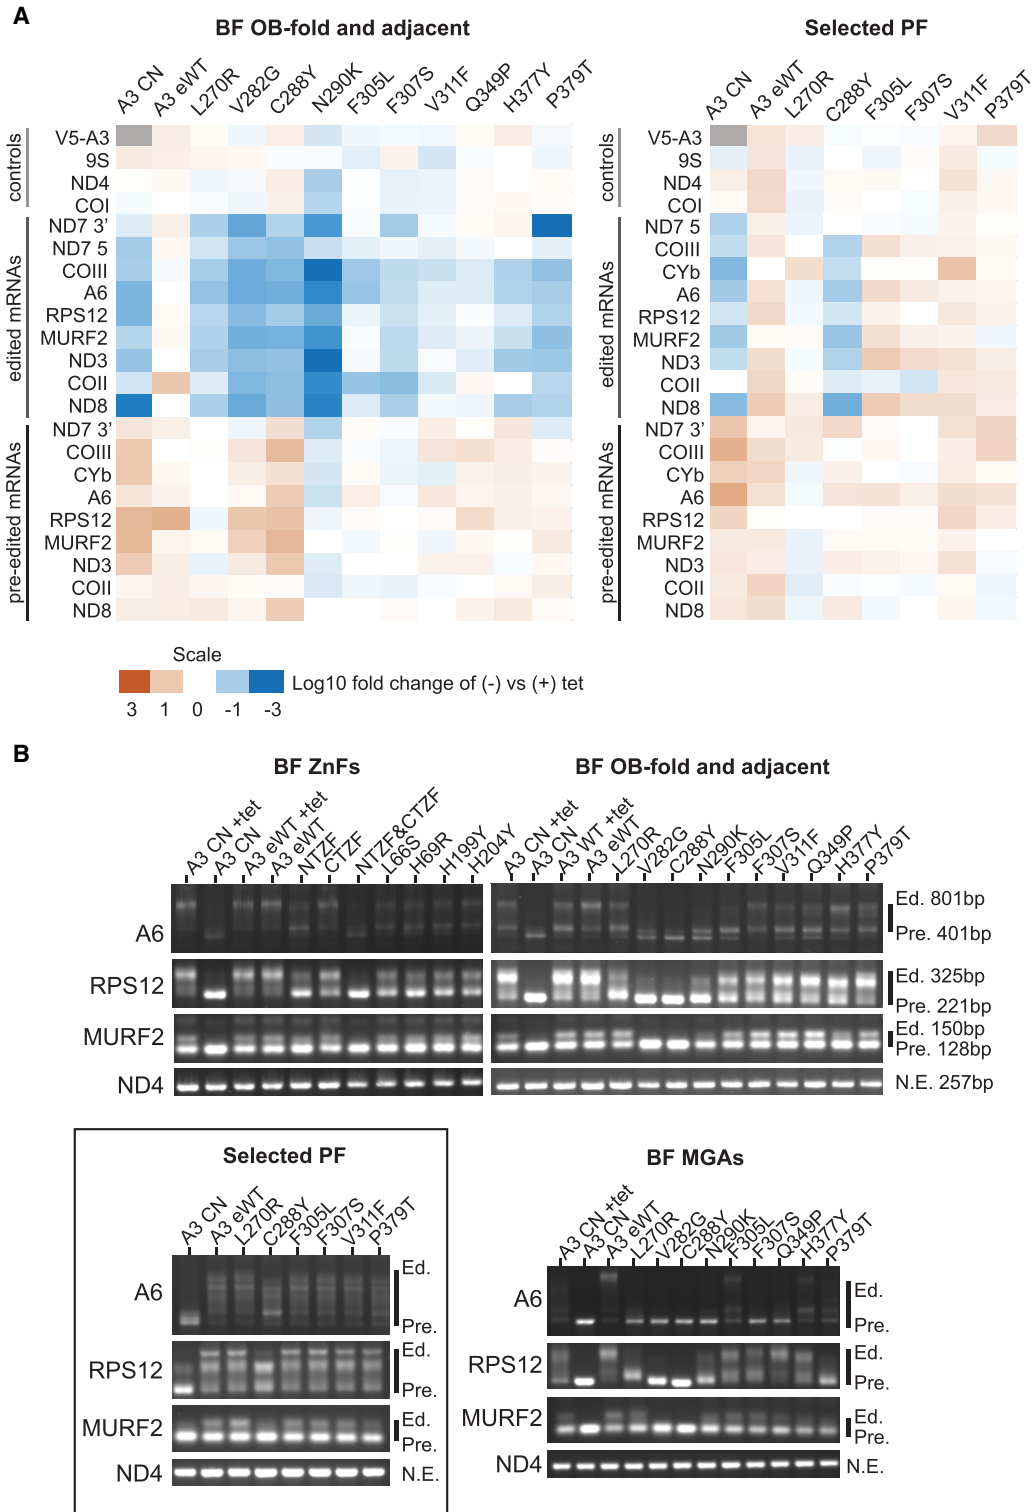 A
BF OB-fold and adjacent
Selected PF
A3 CN
A3 eWT
L270R
V282G
C288Y
N290K
F305L
F307S
V311F
Q349P
H377Y
P379T
A3 CN
A3 eWT
L270R
C288Y
F305L
F307S
V311F
P379T
controls
V5-A3
9S
ND4
COI
edited mRNAs
ND7 3'
ND7 5
COIII
A6
RPS12
MURF2
ND3
COII
ND8
pre-edited mRNAs
ND7 3'
COIII
CYb
A6
RPS12
MURF2
ND3
COII
ND8
controls
V5-A3
9S
ND4
COI
edited mRNAs
ND7 5
COIII
CYb
A6
RPS12
MURF2
ND3
COII
ND8
pre-edited mRNAs
ND7 3'
COIII
CYb
A6
RPS12
MURF2
ND3
COII
ND8
Scale
Log10 fold change of (-) vs (+) tet
3 1 0 -1 -3
B
BF ZnFs
A3 CN +tet
A3 CN
A3 eWT +tet
A3 eWT
NTZF
CTZF
NTZF&CTZF
L66S
H69R
H199Y
H204Y
BF OB-fold and adjacent
A3 CN +tet
A3 CN
A3 WT +tet
A3 eWT
L270R
V282G
C288Y
N290K
F305L
F307S
V311F
Q349P
H377Y
P379T
A6
Ed. 801bp
Pre. 401bp
RPS12
Ed. 325bp
Pre. 221bp
MURF2
Ed. 150bp
Pre. 128bp
ND4
N.E. 257bp
Selected PF
A3 CN
A3 eWT
L270R
C288Y
F305L
F307S
V311F
P379T
A6
Ed.
Pre.
RPS12
Ed.
Pre.
MURF2
Ed.
Pre.
ND4
N.E.
BF MGAs
A3 CN +tet
A3 CN
A3 eWT
L270R
V282G
C288Y
N290K
F305L
F307S
Q349P
H377Y
P379T
A6
Ed.
Pre.
RPS12
Ed.
Pre.
MURF2
Ed.
Pre.
ND4
N.E.